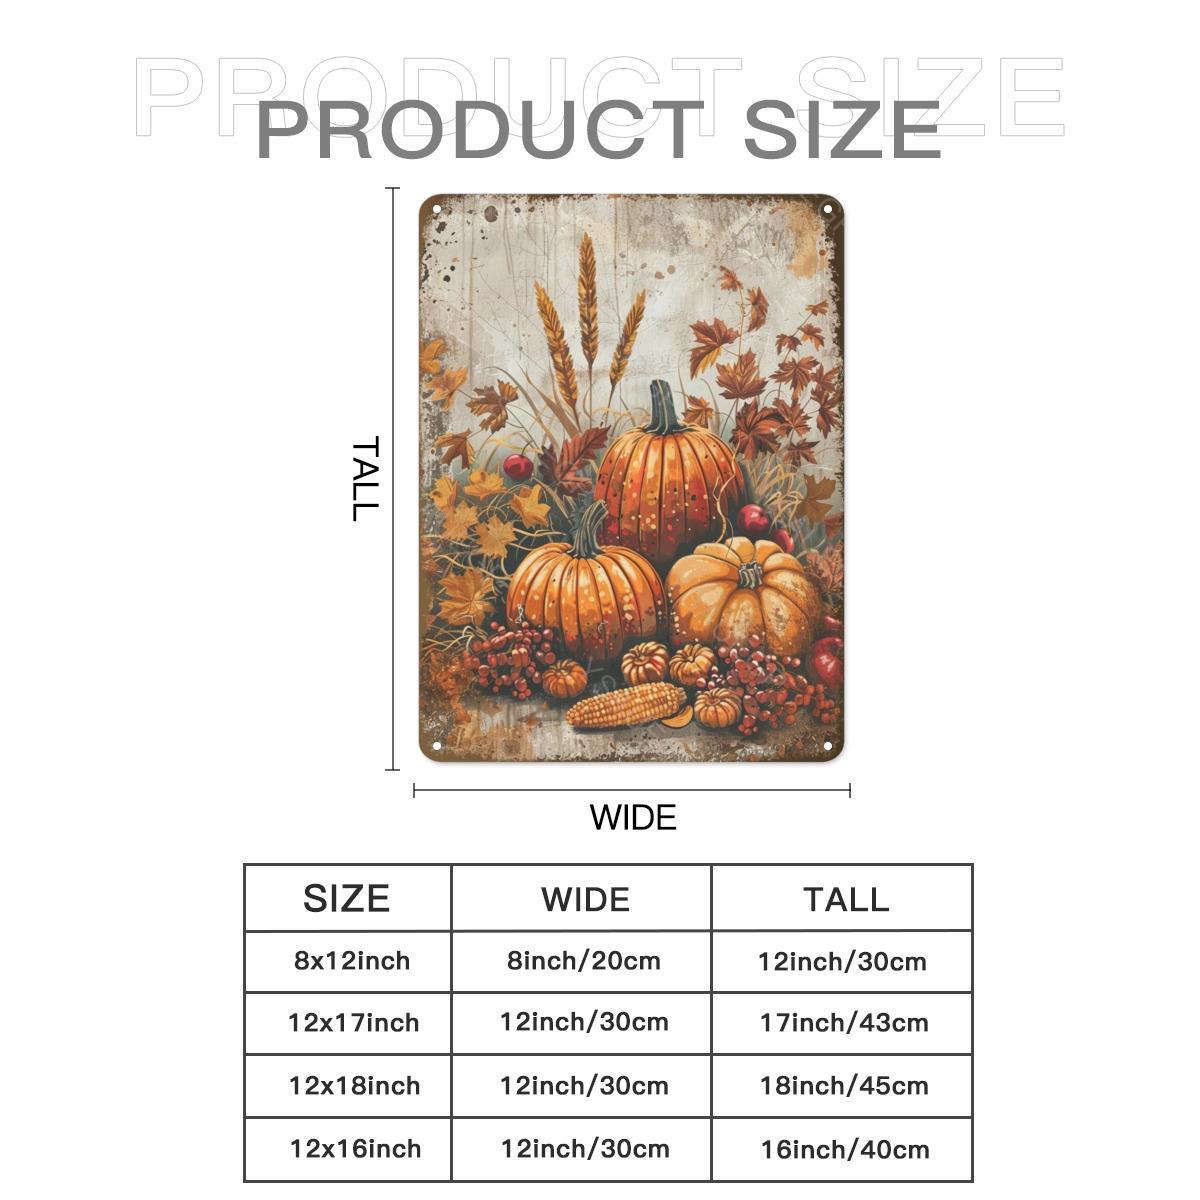 PRODUCT SIZE
PRODUCT SIZE
TALL
WIDE
SIZE WIDE TALL
8x12inch 8inch/20cm 12inch/30cm
12x17inch 12inch/30cm 17inch/43cm
12x18inch 12inch/30cm 18inch/45cm
12x16inch 12inch/30cm 16inch/40cm